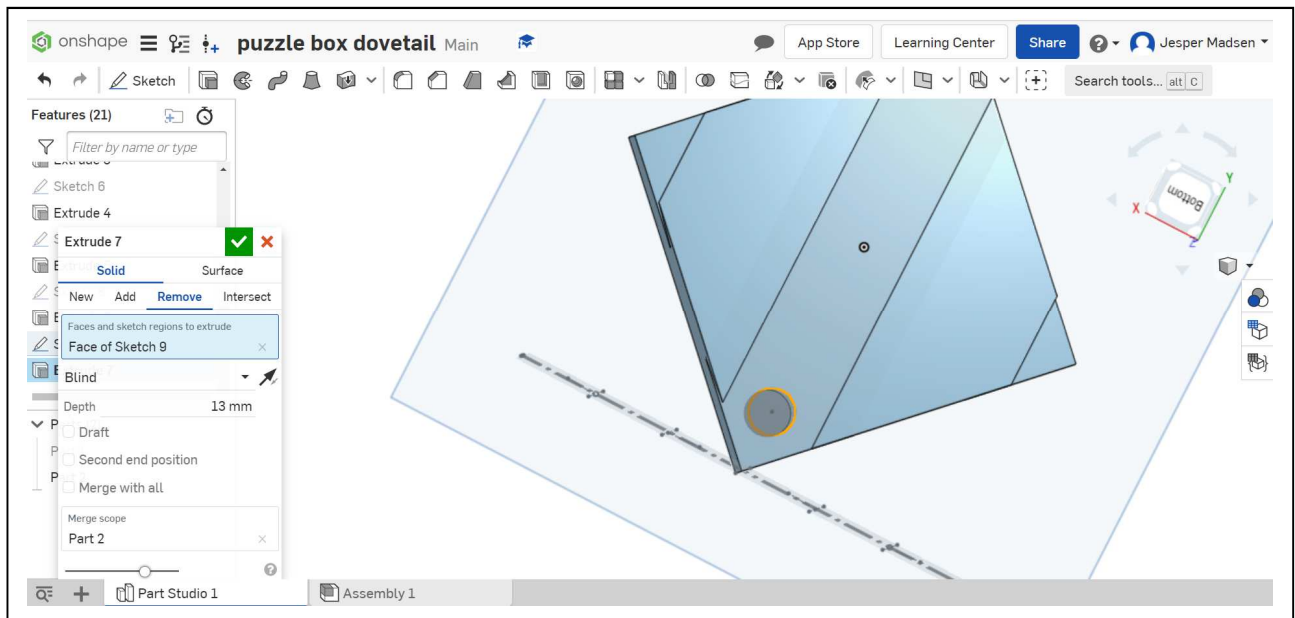 onshape puzzle box dovetail Main App Store Learning Center Share Jesper Madsen
Sketch Search tools... alt C
Features (21)
Filter by name or type
Sketch 6
Extrude 4
Extrude 7
Solid Surface
New Add Remove Intersect
Faces and sketch regions to extrude
Face of Sketch 9
Blind
Depth 13 mm
Draft
Second end position
Merge with all
Merge scope
Part 2
Bottom
X
Y
Z
Part Studio 1 Assembly 1